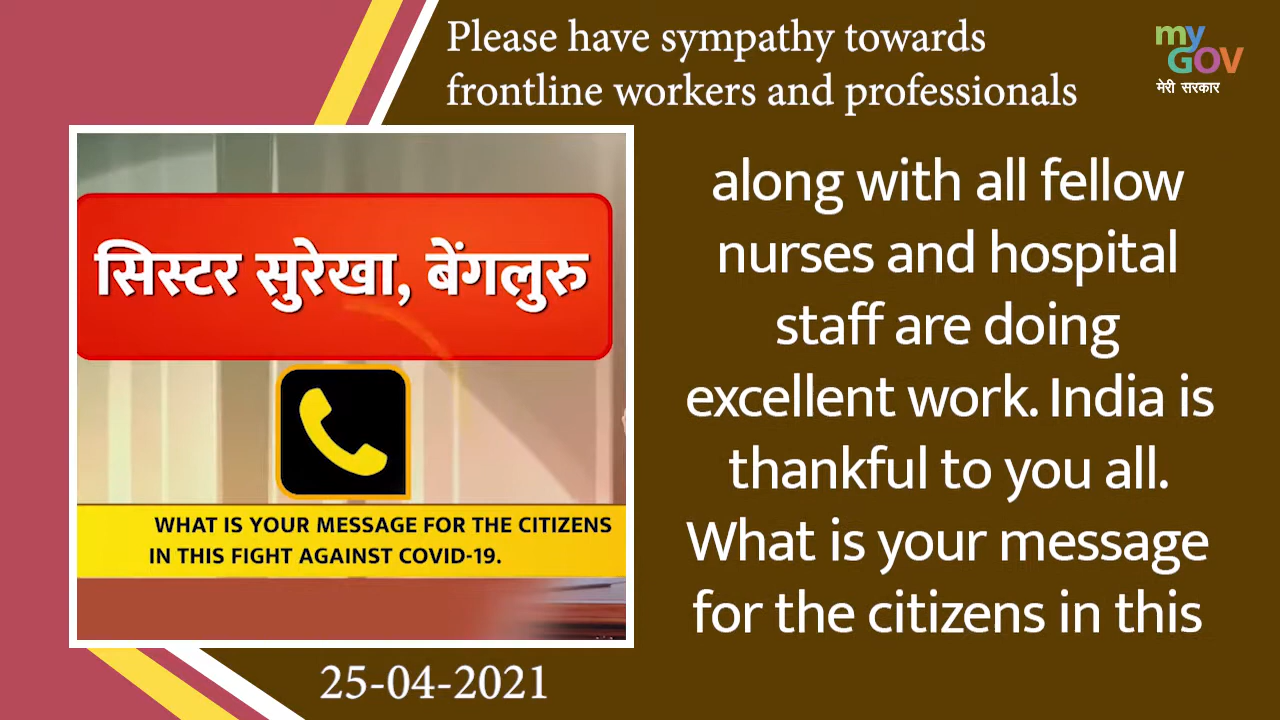 Please have sympathy towards
frontline workers and professionals
my
GOV
मेरी सरकार
सिस्टर सुरेखा, बेंगलुरु
WHAT IS YOUR MESSAGE FOR THE CITIZENS
IN THIS FIGHT AGAINST COVID-19.
along with all fellow
nurses and hospital
staff are doing
excellent work. India is
thankful to you all.
What is your message
for the citizens in this
25-04-2021